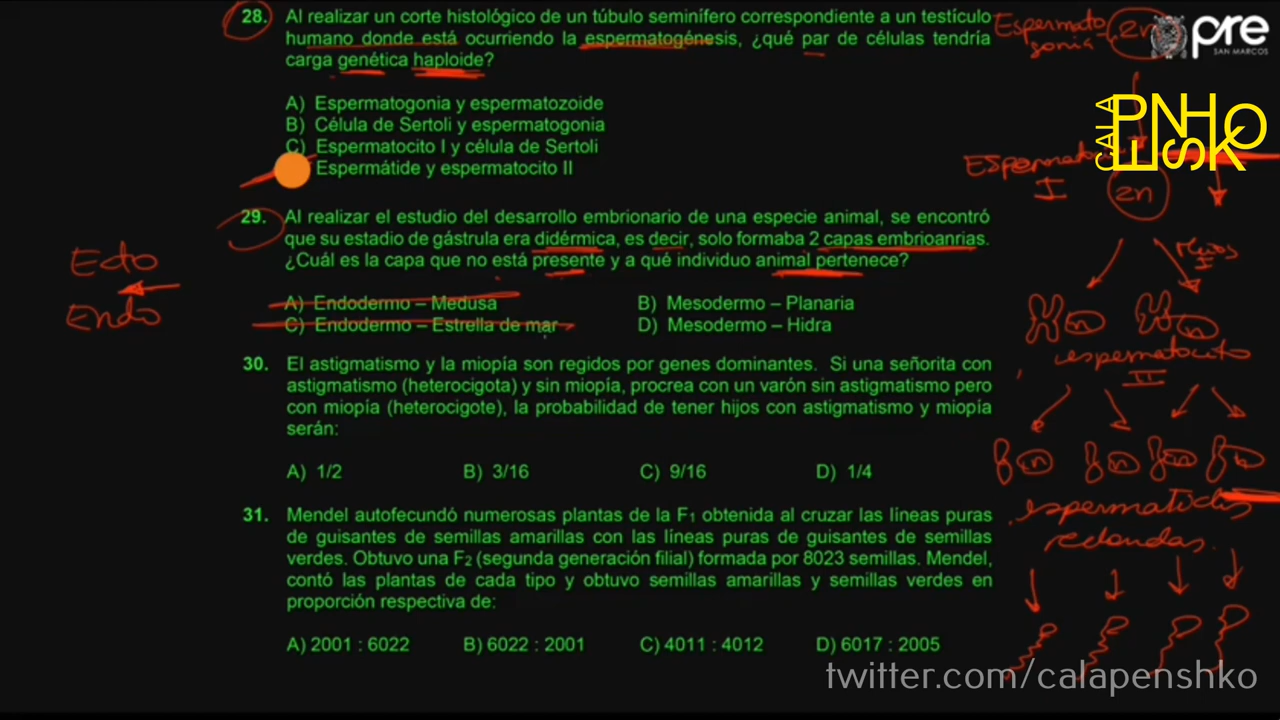 28. Al realizar un corte histológico de un túbulo seminífero correspondiente a un testículo
humano donde está ocurriendo la espermatogénesis, ¿qué par de células tendría
carga genética haploide?
A) Espermatogonia y espermatozoide
B) Célula de Sertoli y espermatogonia
C) Espermatocito I y célula de Sertoli
Espermátide y espermatocito II
29. Al realizar el estudio del desarrollo embrionario de una especie animal, se encontró
que su estadio de gástrula era didérmica, es decir, solo formaba 2 capas embrioanrias.
¿Cuál es la capa que no está presente y a qué individuo animal pertenece?
A) Endodermo – Medusa B) Mesodermo – Planaria
C) Endodermo – Estrella de mar D) Mesodermo – Hidra
30. El astigmatismo y la miopía son regidos por genes dominantes. Si una señorita con
astigmatismo (heterocigota) y sin miopía, procrea con un varón sin astigmatismo pero
con miopía (heterocigote), la probabilidad de tener hijos con astigmatismo y miopía
serán:
A) 1/2 B) 3/16 C) 9/16 D) 1/4
31. Mendel autofecundó numerosas plantas de la F1 obtenida al cruzar las líneas puras
de guisantes de semillas amarillas con las líneas puras de guisantes de semillas
verdes. Obtuvo una F2 (segunda generación filial) formada por 8023 semillas. Mendel,
contó las plantas de cada tipo y obtuvo semillas amarillas y semillas verdes en
proporción respectiva de:
A) 2001 : 6022 B) 6022 : 2001 C) 4011 : 4012 D) 6017 : 2005
Ecto
Endo
Espermato
gonia 2n
pre
SAN MARCOS
CALA PENSHKO
I 2n
I
n n
espermatocito
II
n n n n
redondas
twitter.com/calapenshko